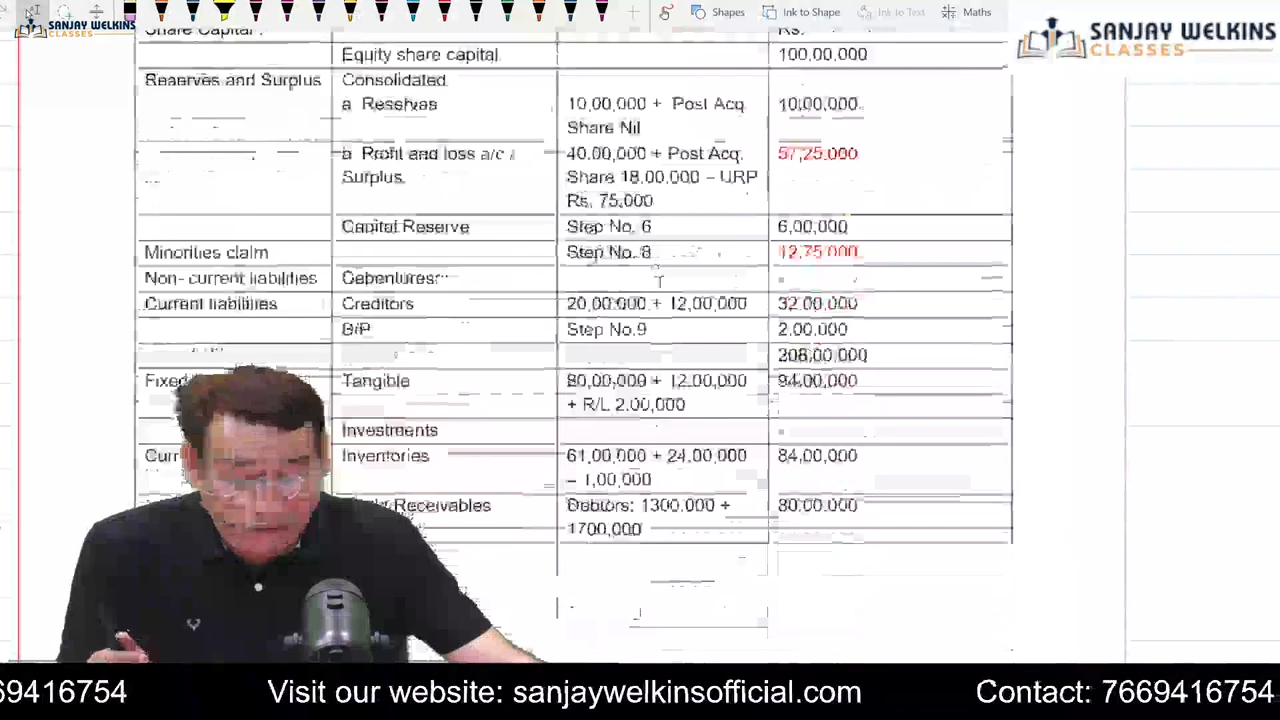 Shapes
Ink to Shape
Ink to Text
Maths
SANJAY WELKINS
CLASSES
SANJAY WELKINS
CLASSES
Share Capital : Rs.
Equity share capital 100,00,000
Reserves and Surplus Consolidated
a Reserves 10,00,000 + Post Acq 10,00,000
Share Nil
a Profit and loss a/c / 40,00,000 + Post Acq. 57,25,000
Surplus Share 18,00,000 – URP
Rs. 75,000
Capital Reserve Step No. 6 6,00,000
Minorities claim Step No. 8 12,75,000
Non- current liabilities
Current liabilities Creditors 20,00,000 + 12,00,000 32,00,000
B/P Step No.9 2,00,000
208,00,000
Fixed Tangible 80,00,000 + 12,00,000 94,00,000
+ R/L 2,00,000
Investments
Curr Inventories 61,00,000 + 24,00,000 84,00,000
– 1,00,000
Receivables Debtors: 1300,000 + 80,00,000
1700,000
69416754 Visit our website: sanjaywelkinsofficial.com Contact: 7669416754